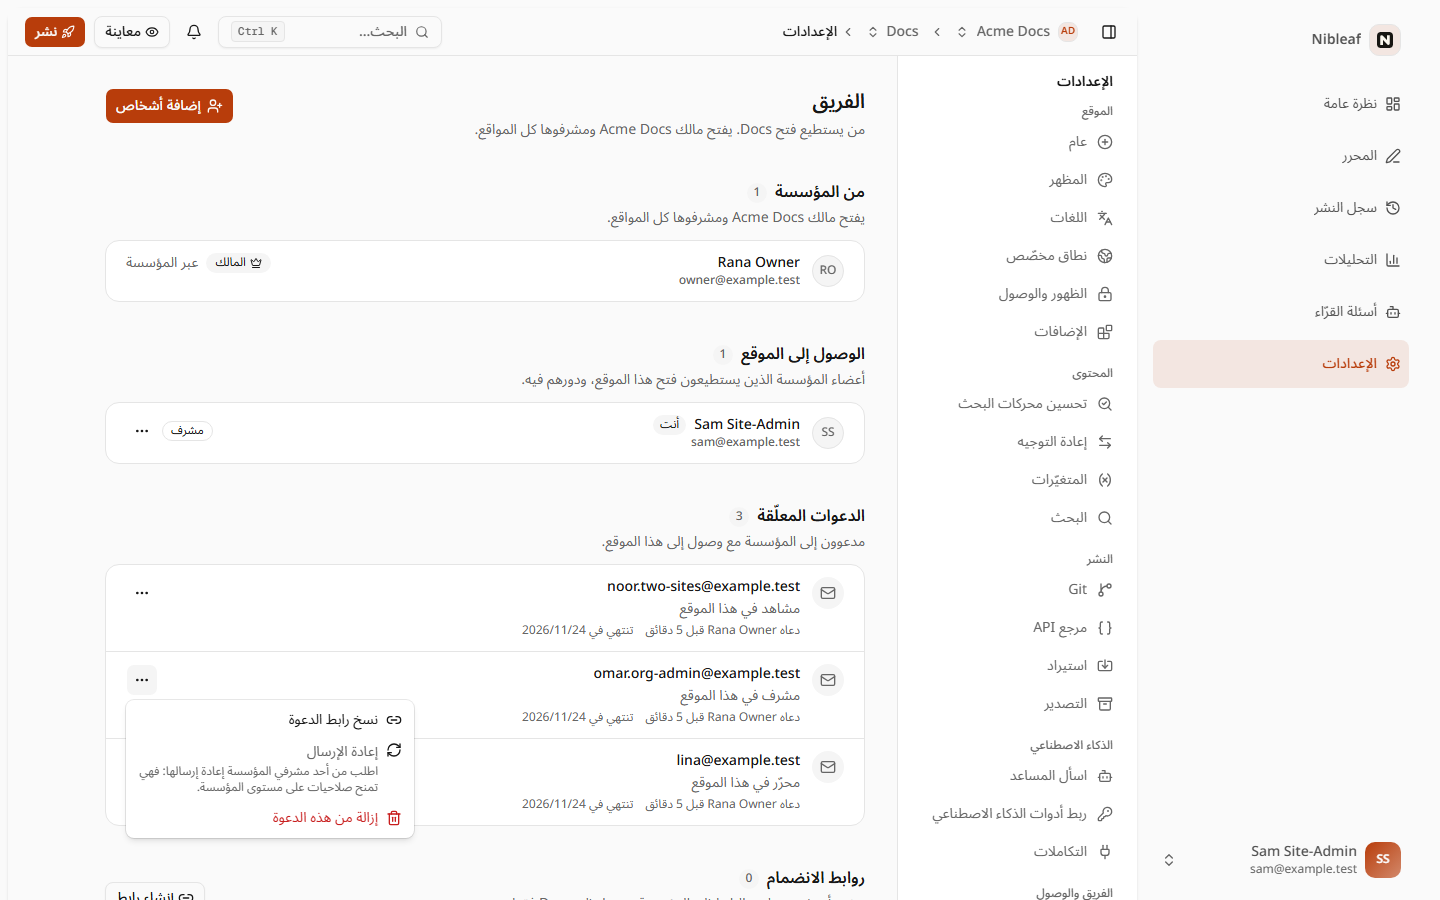 Nibleaf
نظرة عامة
المحرر
سجل النشر
التحليلات
أسئلة القرّاء
الإعدادات
Sam Site-Admin
sam@example.test
SS
AD Acme Docs
Docs
الإعدادات
البحث...
Ctrl K
معاينة
نشر
الإعدادات
الموقع
عام
المظهر
اللغات
نطاق مخصّص
الظهور والوصول
الإضافات
المحتوى
تحسين محركات البحث
إعادة التوجيه
المتغيّرات
البحث
النشر
Git
مرجع API
استيراد
التصدير
الذكاء الاصطناعي
اسأل المساعد
ربط أدوات الذكاء الاصطناعي
التكاملات
الفريق والوصول
الفريق
من يستطيع فتح Docs. يفتح مالك Acme Docs ومشرفوها كل المواقع.
إضافة أشخاص
من المؤسسة 1
يفتح مالك Acme Docs ومشرفوها كل المواقع.
RO
Rana Owner
owner@example.test
المالك
عبر المؤسسة
الوصول إلى الموقع 1
أعضاء المؤسسة الذين يستطيعون فتح هذا الموقع، ودورهم فيه.
SS
Sam Site-Admin أنت
sam@example.test
مشرف
الدعوات المعلّقة 3
مدعوون إلى المؤسسة مع وصول إلى هذا الموقع.
noor.two-sites@example.test
مشاهد في هذا الموقع
دعاه Rana Owner قبل 5 دقائق تنتهي في 2026/11/24
omar.org-admin@example.test
مشرف في هذا الموقع
دعاه Rana Owner قبل 5 دقائق تنتهي في 2026/11/24
lina@example.test
محرّر في هذا الموقع
دعاه Rana Owner قبل 5 دقائق تنتهي في 2026/11/24
نسخ رابط الدعوة
إعادة الإرسال
اطلب من أحد مشرفي المؤسسة إعادة إرسالها: فهي
تمنح صلاحيات على مستوى المؤسسة.
إزالة من هذه الدعوة
روابط الانضمام 0
إنشاء رابط